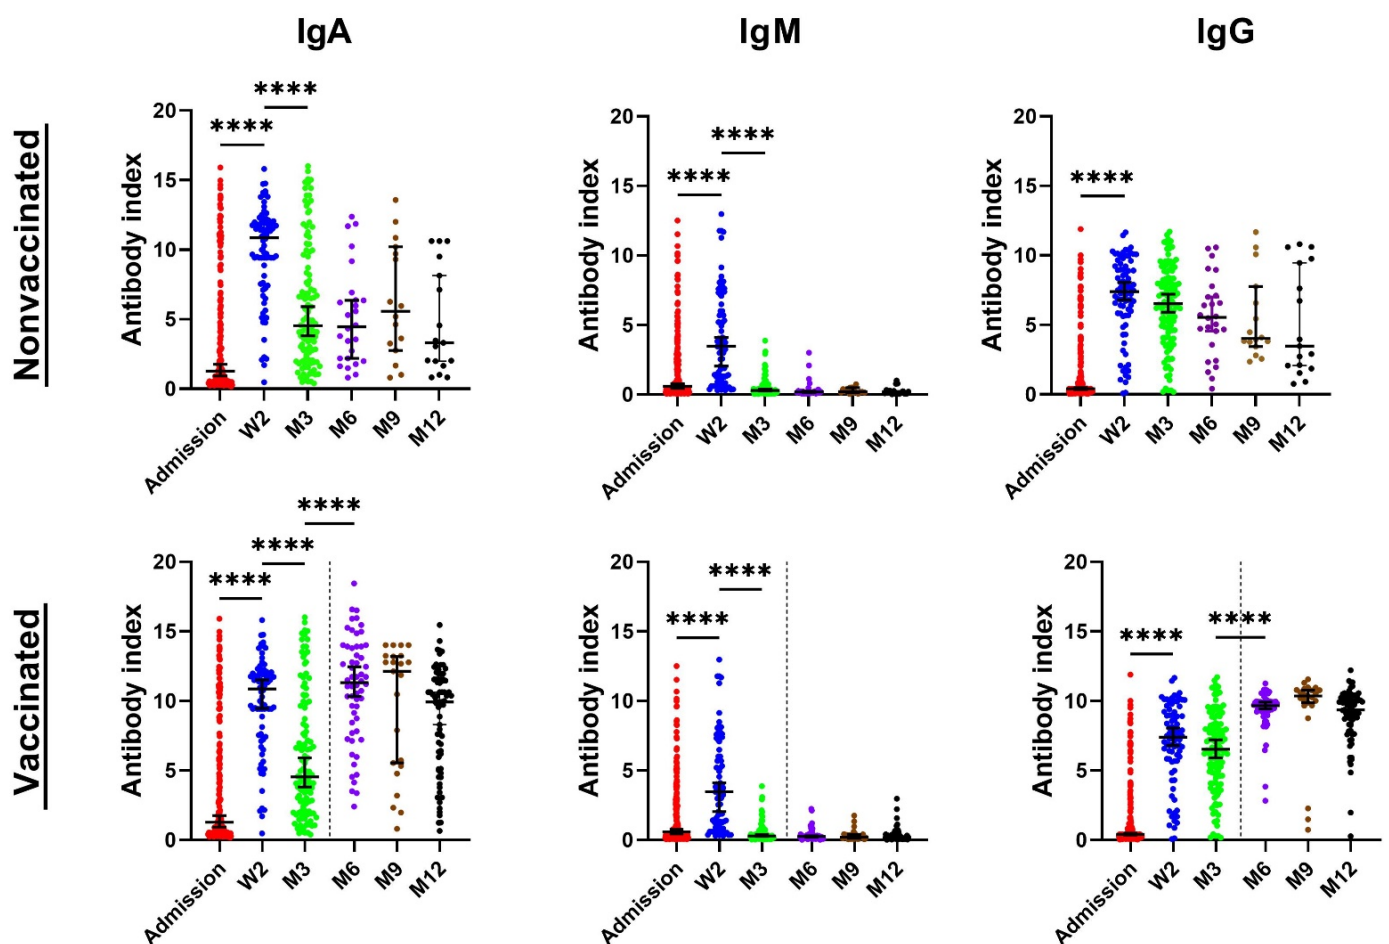 IgA
IgM
IgG
Nonvaccinated
Antibody index
20
15
10
5
0
****
****
Admission
W2
M3
M6
M9
M12
Antibody index
20
15
10
5
0
****
****
Admission
W2
M3
M6
M9
M12
Antibody index
20
15
10
5
0
****
Admission
W2
M3
M6
M9
M12
Vaccinated
Antibody index
20
15
10
5
0
****
****
****
Admission
W2
M3
M6
M9
M12
Antibody index
20
15
10
5
0
****
****
Admission
W2
M3
M6
M9
M12
Antibody index
20
15
10
5
0
****
****
Admission
W2
M3
M6
M9
M12